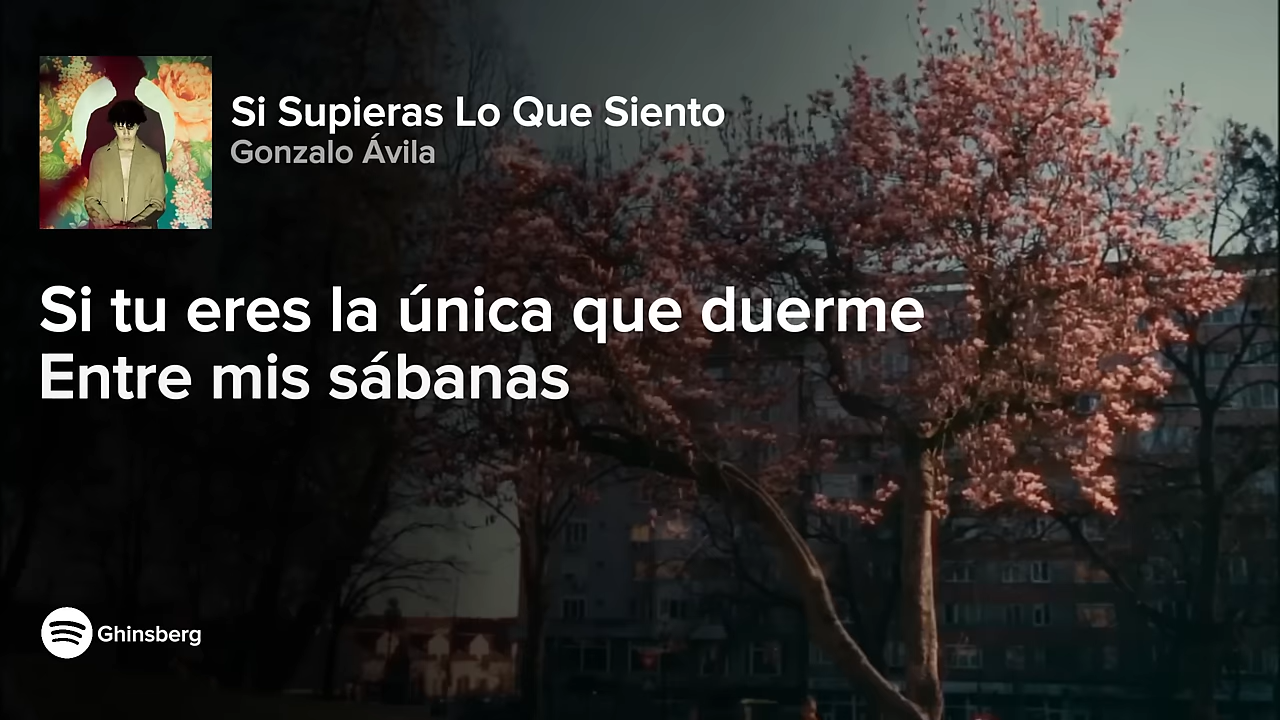 Si Supieras Lo Que Siento
Gonzalo Ávila
Si tu eres la única que duerme
Entre mis sábanas
Ghinsberg